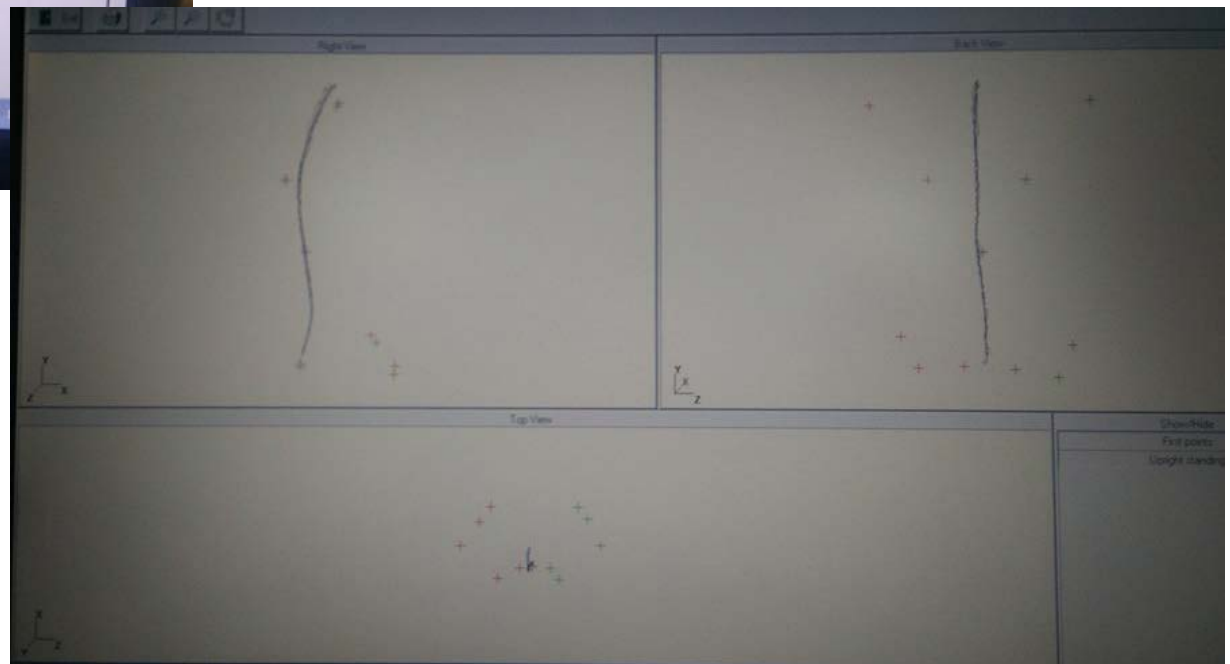 Right View
Back View
Y
Z
X
Y
X
Z
Top View
Show/Hide
First points
Upright standing
X
Y
Z